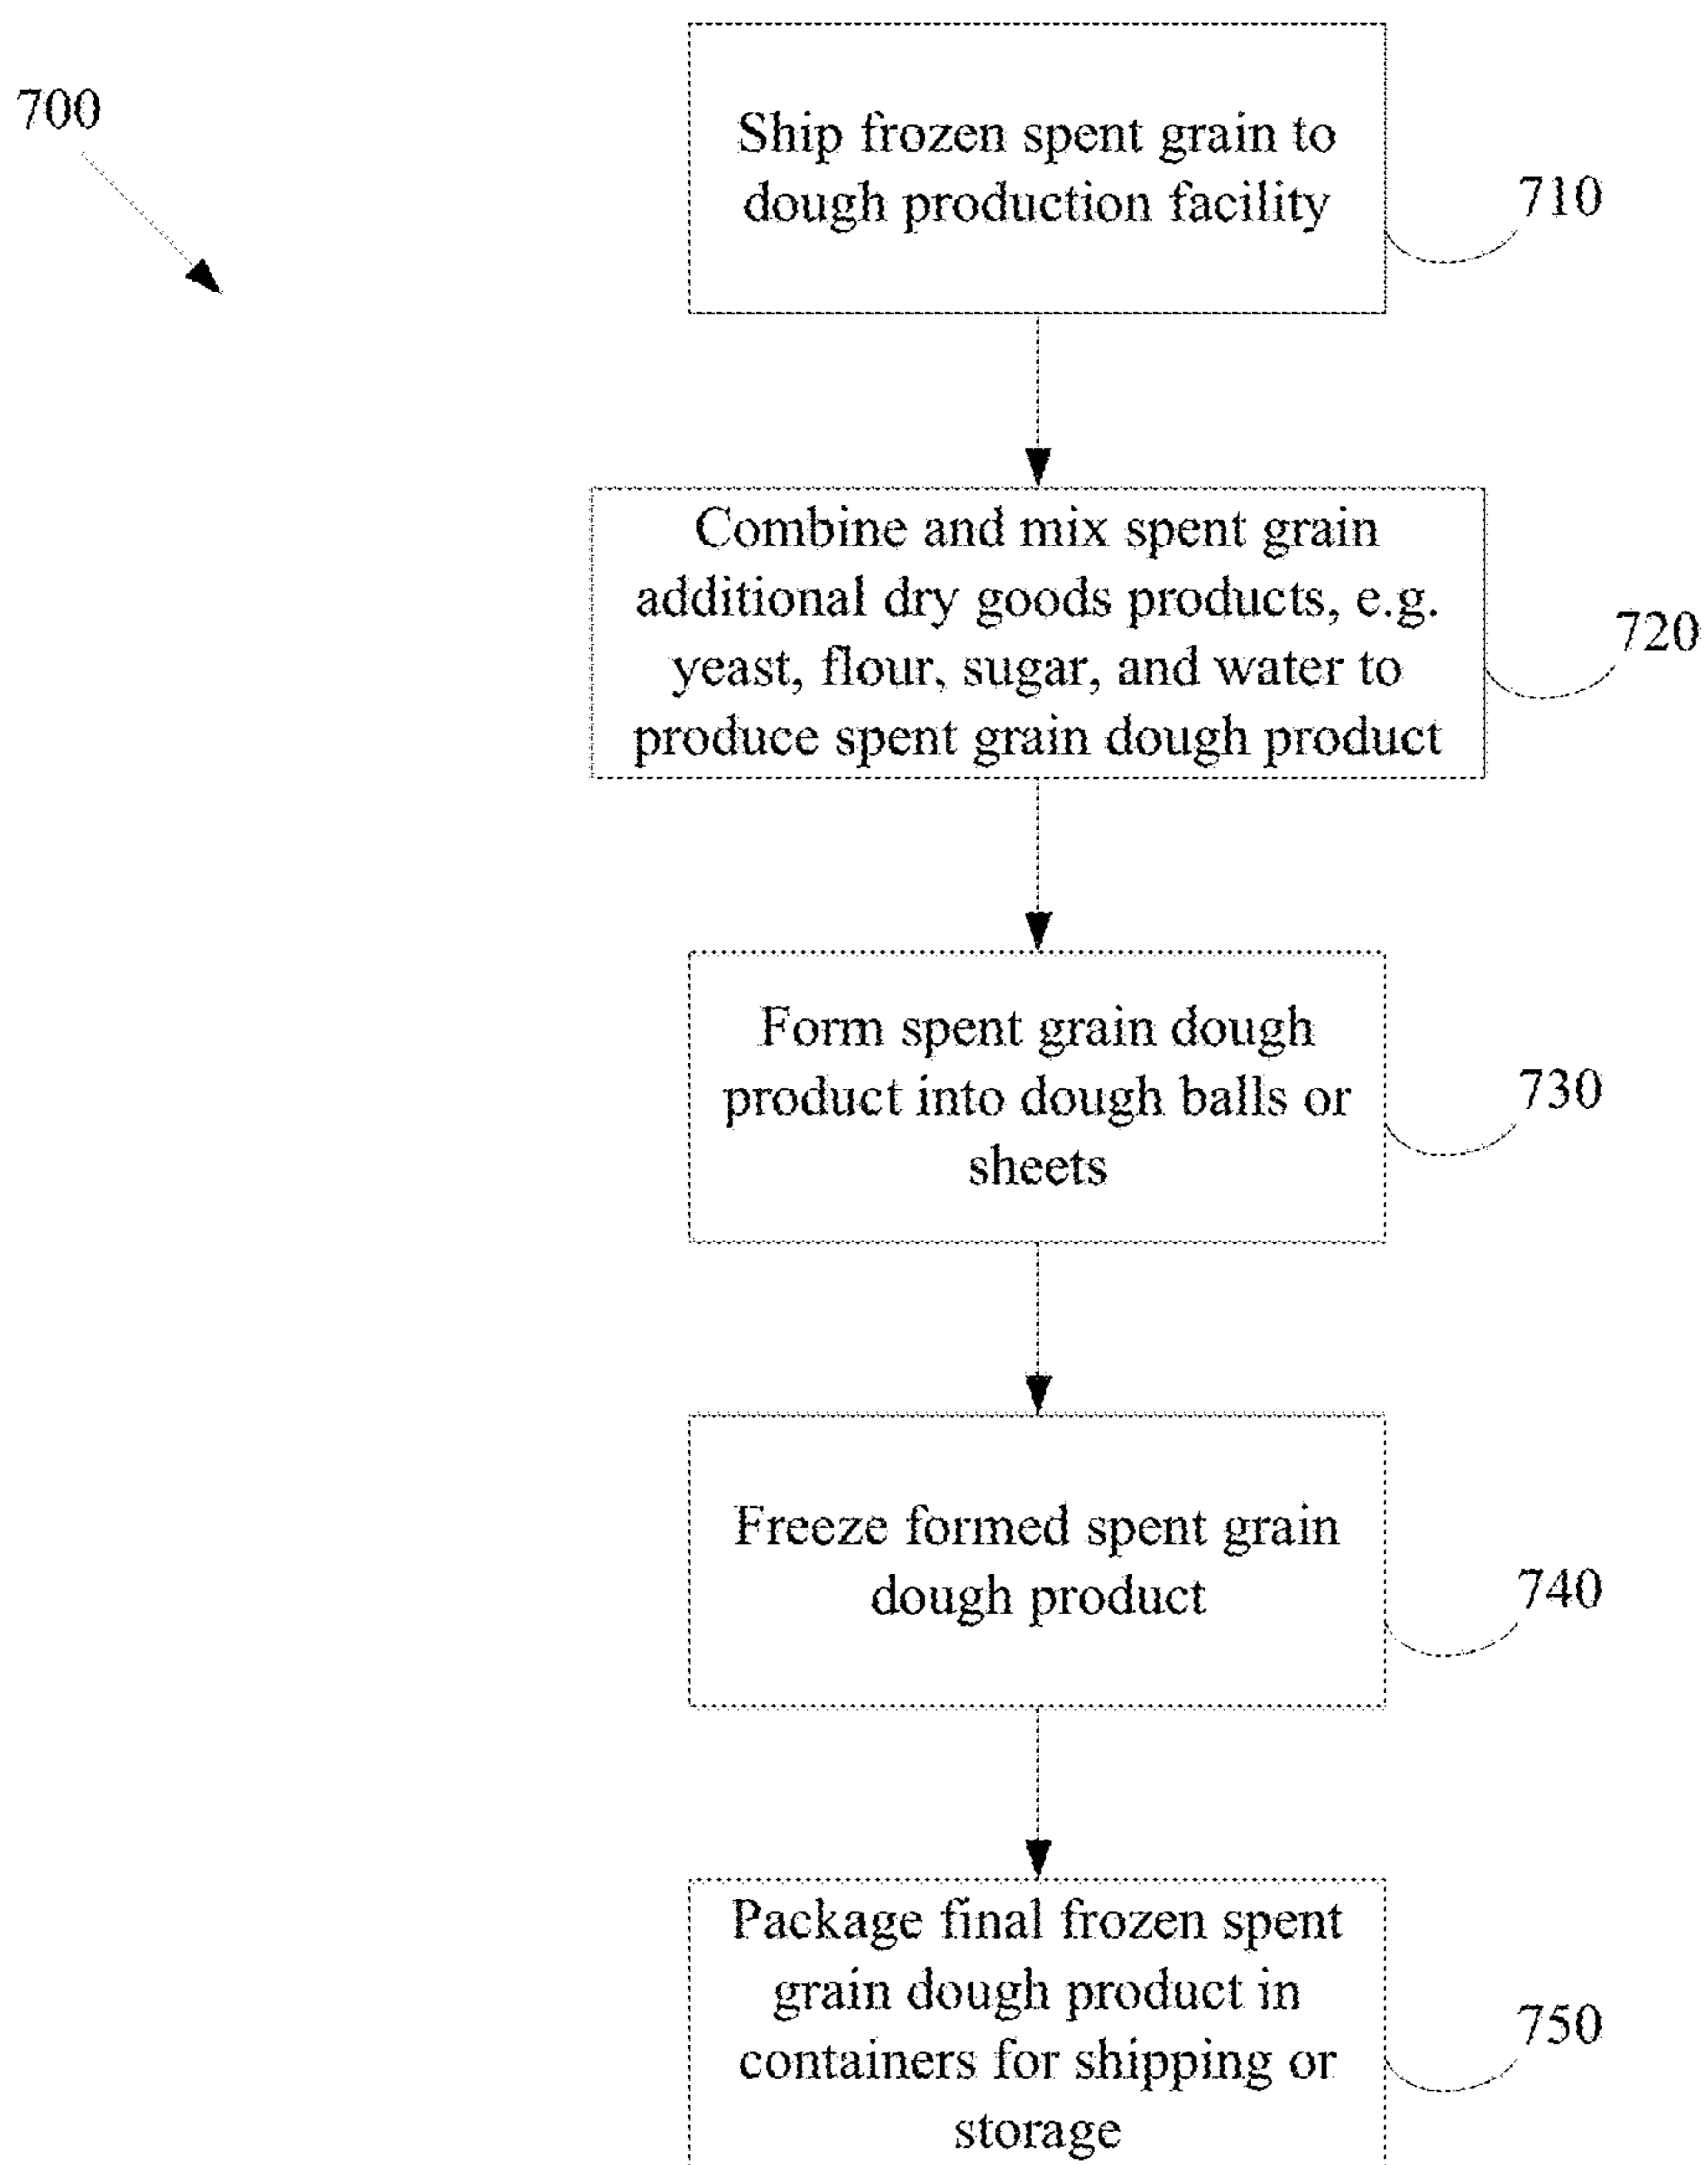 700
Ship frozen spent grain to
dough production facility
710
Combine and mix spent grain
additional dry goods products, e.g.
yeast, flour, sugar, and water to
produce spent grain dough product
720
Form spent grain dough
product into dough balls or
sheets
730
Freeze formed spent grain
dough product
740
Package final frozen spent
grain dough product in
containers for shipping or
storage
750